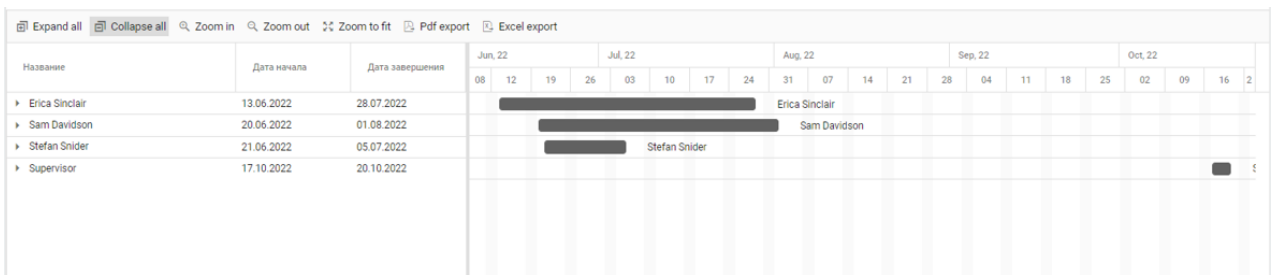 Expand all Collapse all Zoom in Zoom out Zoom to fit Pdf export Excel export
Название Дата начала Дата завершения
Jun, 22 Jul, 22 Aug, 22 Sep, 22 Oct, 22
08 12 19 26 03 10 17 24 31 07 14 21 28 04 11 18 25 02 09 16 2
Erica Sinclair 13.06.2022 28.07.2022 Erica Sinclair
Sam Davidson 20.06.2022 01.08.2022 Sam Davidson
Stefan Snider 21.06.2022 05.07.2022 Stefan Snider
Supervisor 17.10.2022 20.10.2022 S